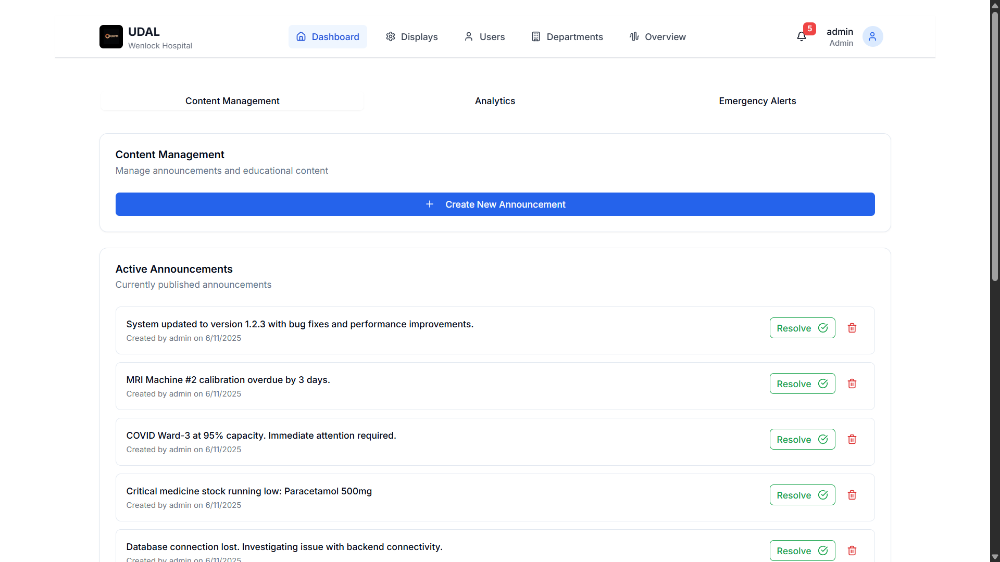 CRPM
UDAL
Wenlock Hospital
Dashboard
Displays
Users
Departments
Overview
5
admin
Admin
Content Management
Analytics
Emergency Alerts
Content Management
Manage announcements and educational content
+ Create New Announcement
Active Announcements
Currently published announcements
System updated to version 1.2.3 with bug fixes and performance improvements.
Created by admin on 6/11/2025
Resolve
MRI Machine #2 calibration overdue by 3 days.
Created by admin on 6/11/2025
Resolve
COVID Ward-3 at 95% capacity. Immediate attention required.
Created by admin on 6/11/2025
Resolve
Critical medicine stock running low: Paracetamol 500mg
Created by admin on 6/11/2025
Resolve
Database connection lost. Investigating issue with backend connectivity.
Created by admin on 6/11/2025
Resolve